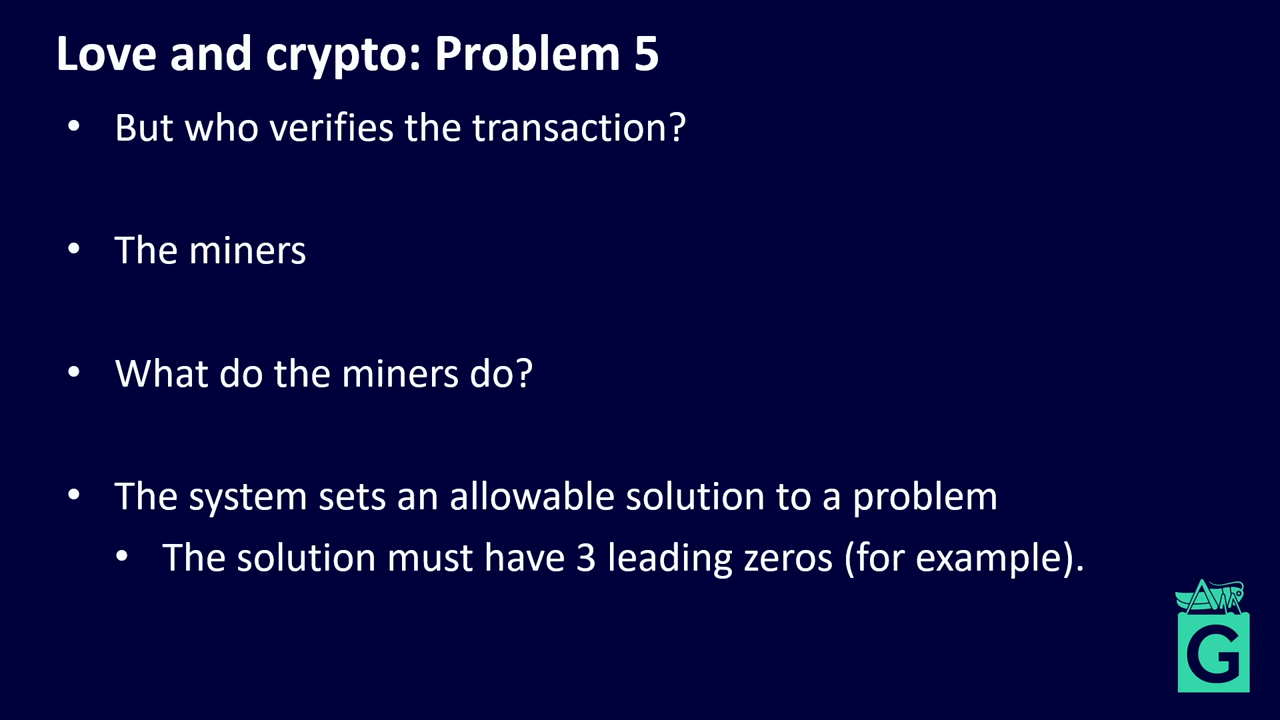 Love and crypto: Problem 5
• But who verifies the transaction?
• The miners
• What do the miners do?
• The system sets an allowable solution to a problem
• The solution must have 3 leading zeros (for example).
G